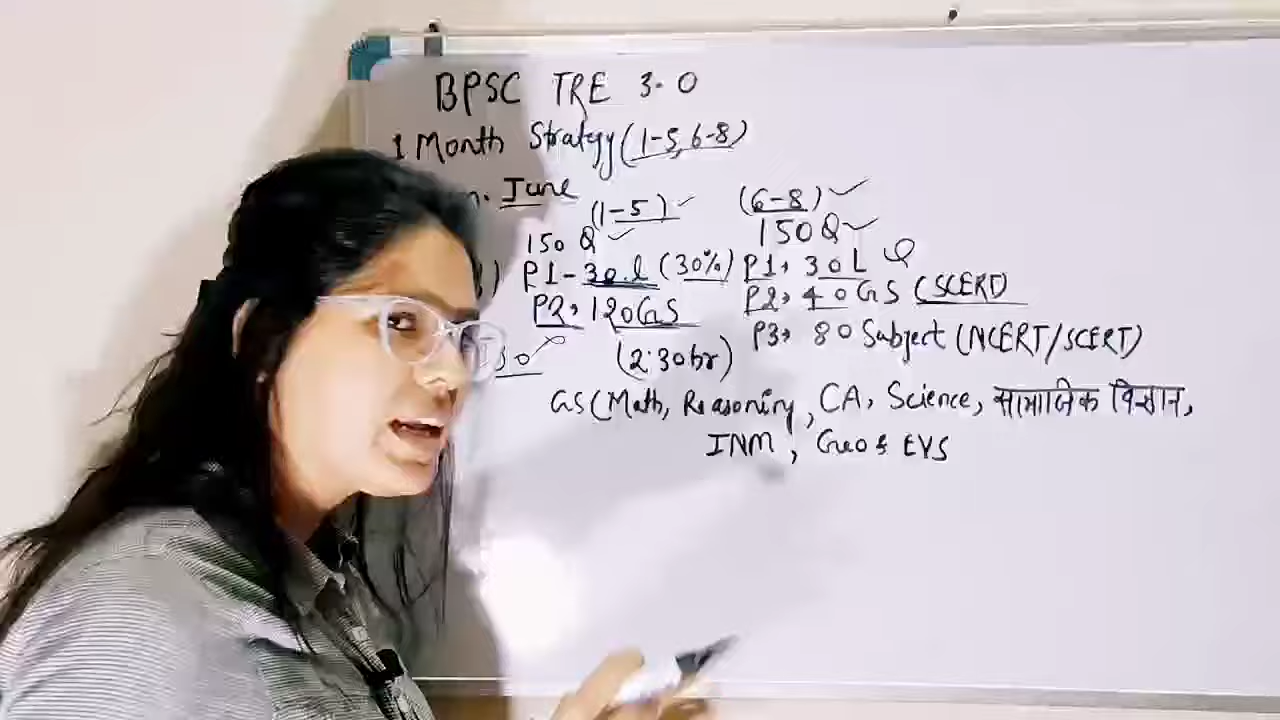 BPSC TRE 3.0
1 Month Strategy (1-5, 6-8)
June
(1-5) ✓ (6-8) ✓
150 Q ✓ 150 Q ✓
P1 - 30 L (30%) P1, 30 L Q
P2, 120 GS P2, 40 GS (SCERT)
P3, 80 Subject (NCERT/SCERT)
(2:30hr)
GS (Math, Reasoning, CA, Science, सामाजिक विज्ञान,
INM, Geo & EVS